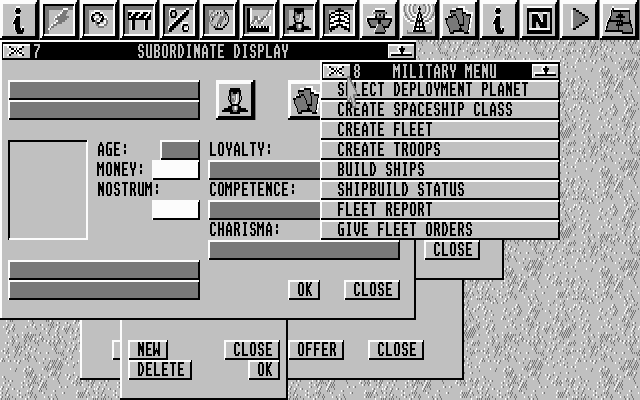 i % i N
7 SUBORDINATE DISPLAY
8 MILITARY MENU
SELECT DEPLOYMENT PLANET
CREATE SPACESHIP CLASS
CREATE FLEET
CREATE TROOPS
BUILD SHIPS
SHIPBUILD STATUS
FLEET REPORT
GIVE FLEET ORDERS
AGE:
MONEY:
NOSTRUM:
LOYALTY:
COMPETENCE:
CHARISMA:
OK CLOSE
CLOSE
NEW CLOSE
DELETE OK
OFFER CLOSE